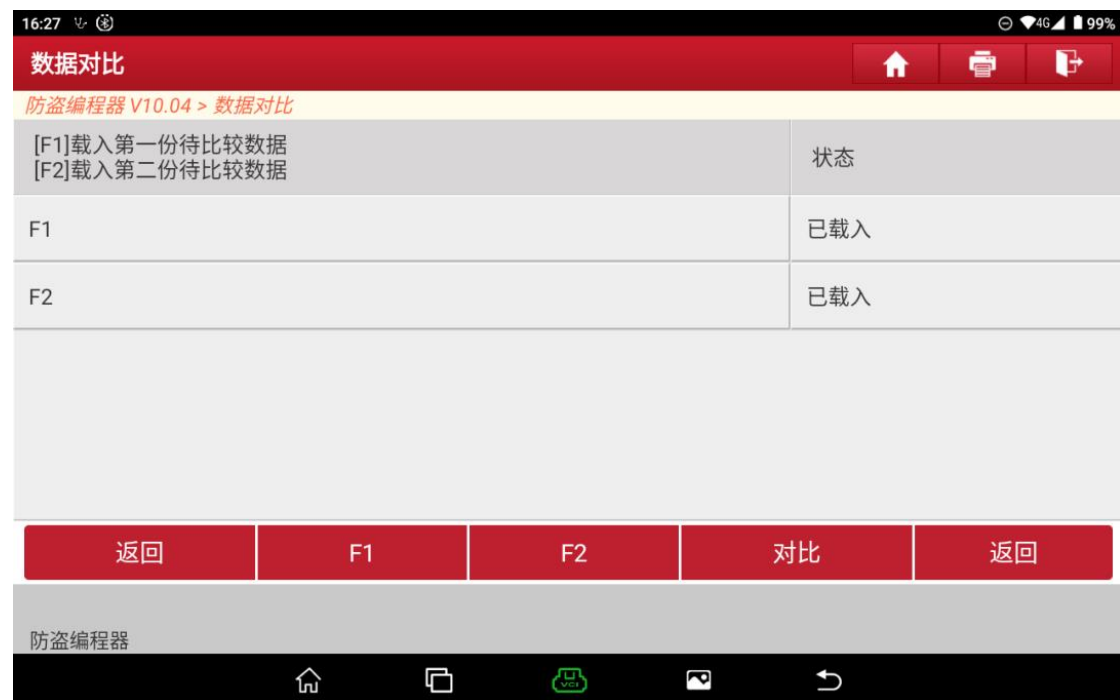 16:27
4G 99%
数据对比
防盗编程器 V10.04 > 数据对比
[F1]载入第一份待比较数据
[F2]载入第二份待比较数据
状态
F1 已载入
F2 已载入
返回 F1 F2 对比 返回
防盗编程器
VCI